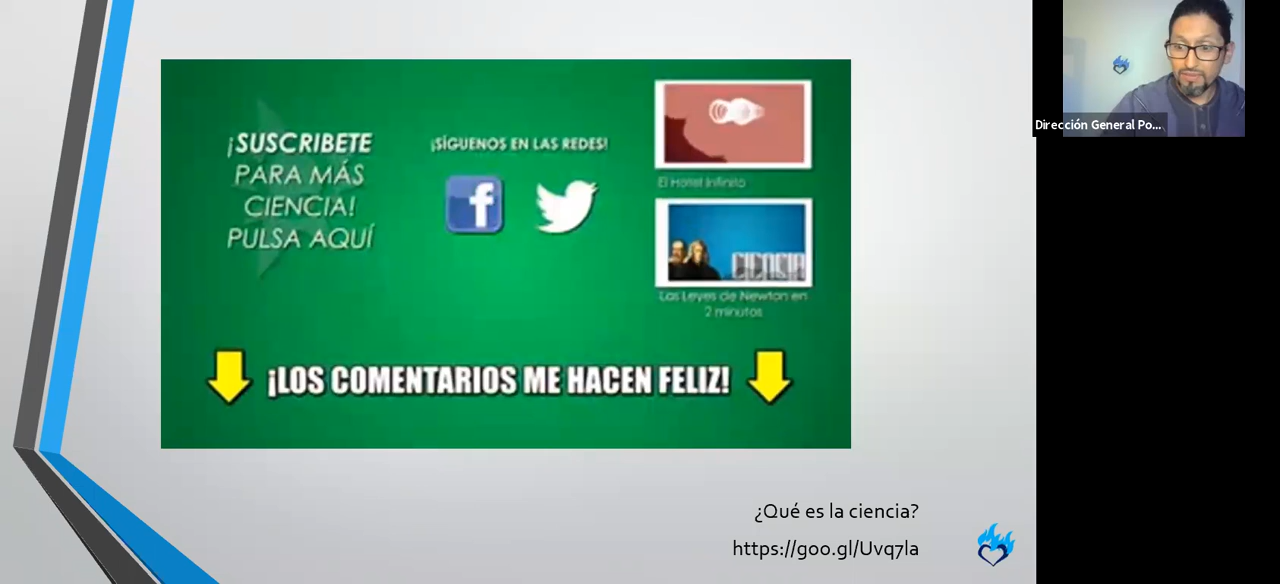 ¡SUSCRIBETE
PARA MÁS
CIENCIA!
PULSA AQUÍ
¡SÍGUENOS EN LAS REDES!
f
El Hotel Infinito
CIENCIA
Las Leyes de Newton en
2 minutos
¡LOS COMENTARIOS ME HACEN FELIZ!
¿Qué es la ciencia?
https://goo.gl/Uvq7la
Dirección General Po...